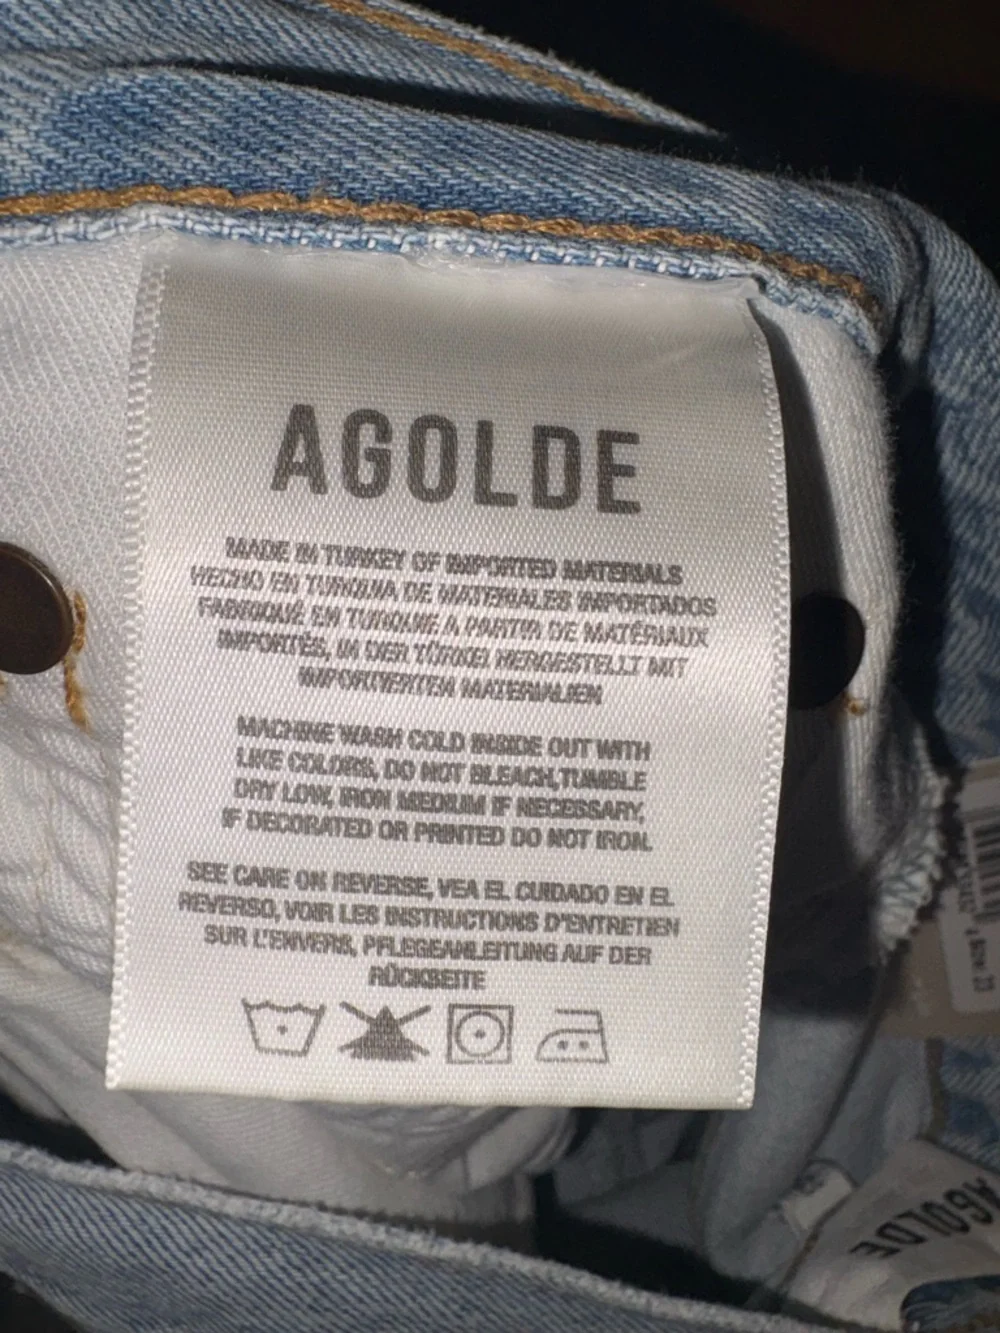 AGOLDE
MADE IN TURKEY OF IMPORTED MATERIALS
HECHO EN TURQUIA DE MATERIALES IMPORTADOS
FABRIQUÉ EN TURQUIE A PARTIR DE MATÉRIAUX
IMPORTÉS, IN DER TÜRKEI HERGESTELLT MIT
IMPORTIERTEN MATERIALIEN
MACHINE WASH COLD INSIDE OUT WITH
LIKE COLORS, DO NOT BLEACH, TUMBLE
DRY LOW, IRON MEDIUM IF NECESSARY,
IF DECORATED OR PRINTED DO NOT IRON.
SEE CARE ON REVERSE, VEA EL CUIDADO EN EL
REVERSO, VOIR LES INSTRUCTIONS D'ENTRETIEN
SUR L'ENVERS, PFLEGEANLEITUNG AUF DER
RÜCKSEITE
AGOLDE